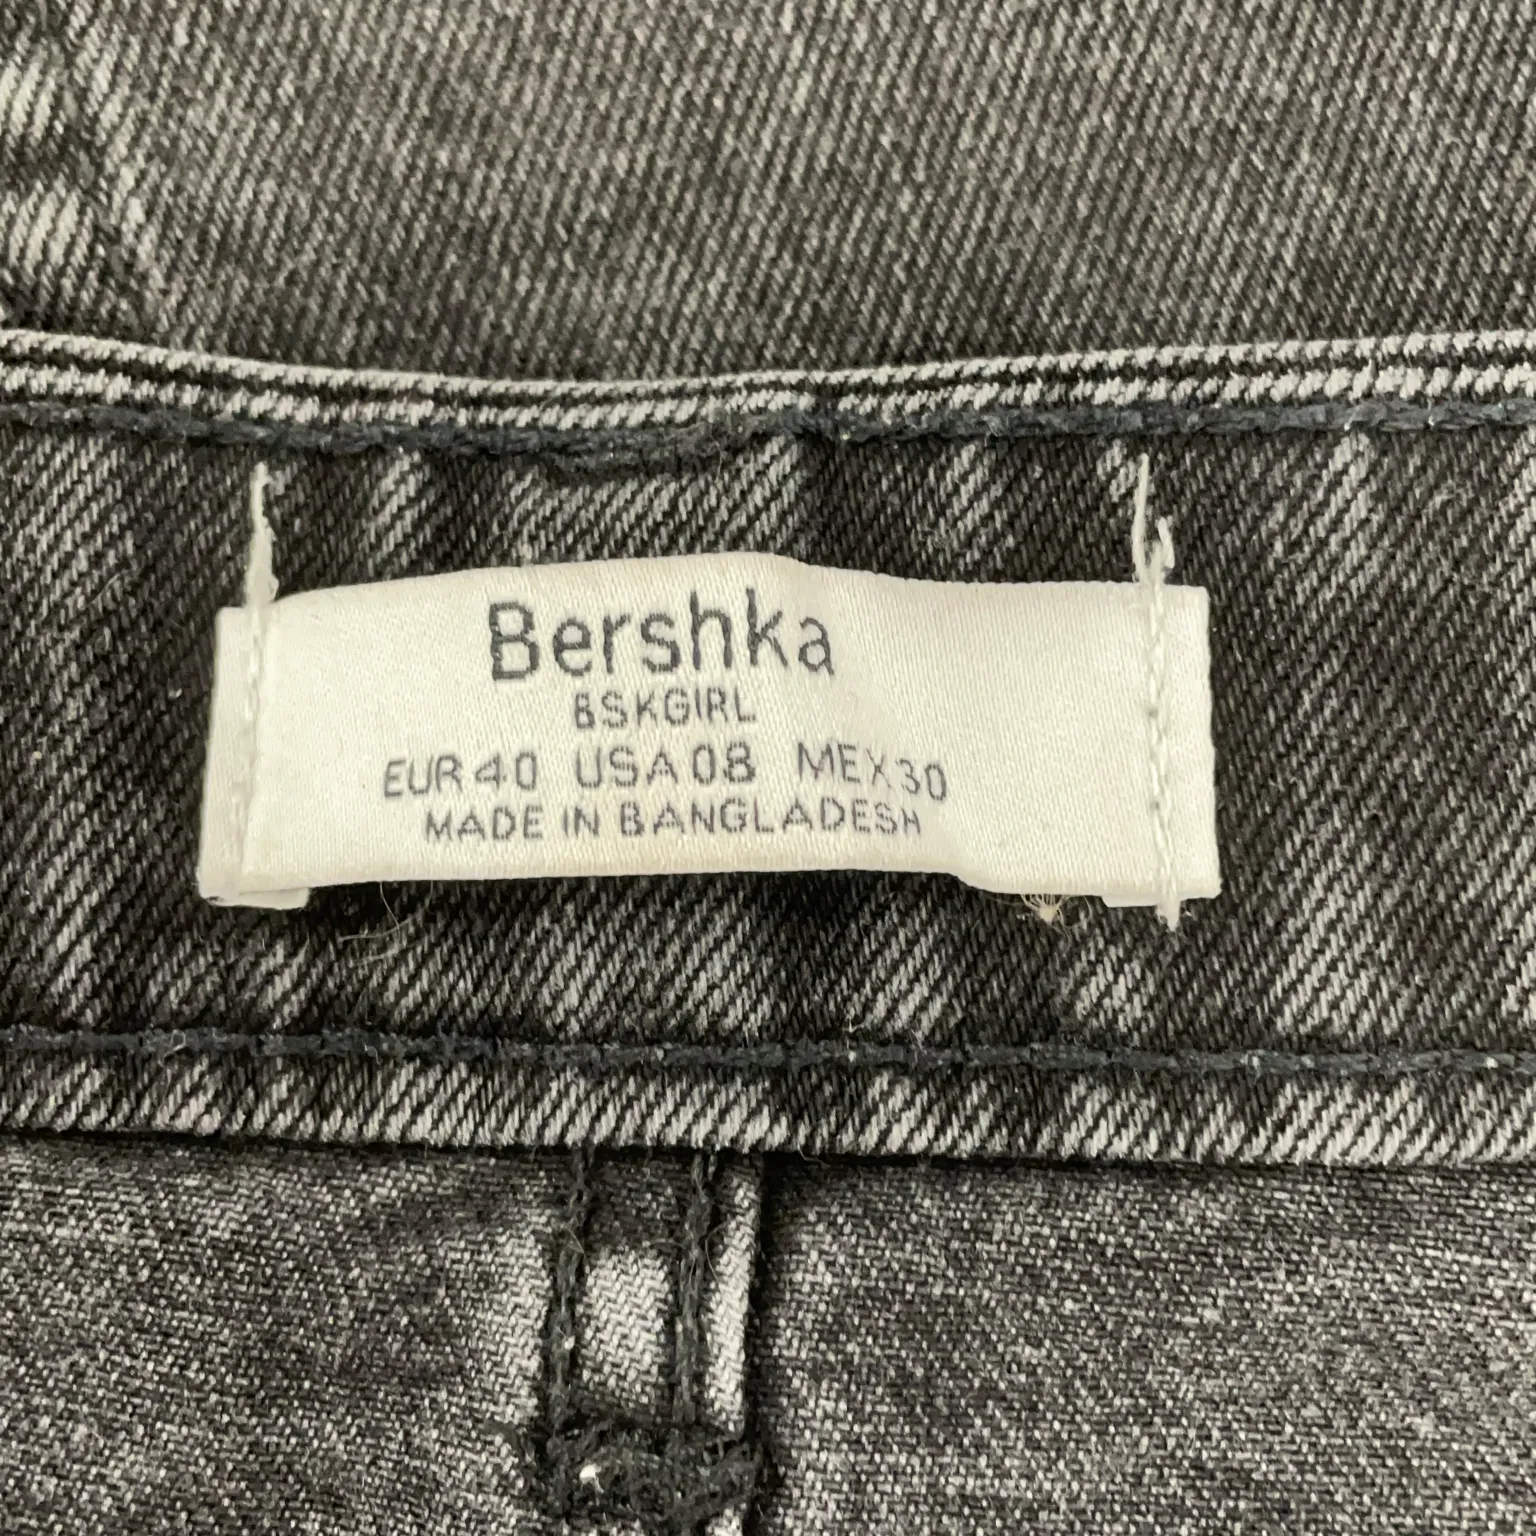 Bershka
BSKGIRL
EUR 40 USA 08 MEX 30
MADE IN BANGLADESH